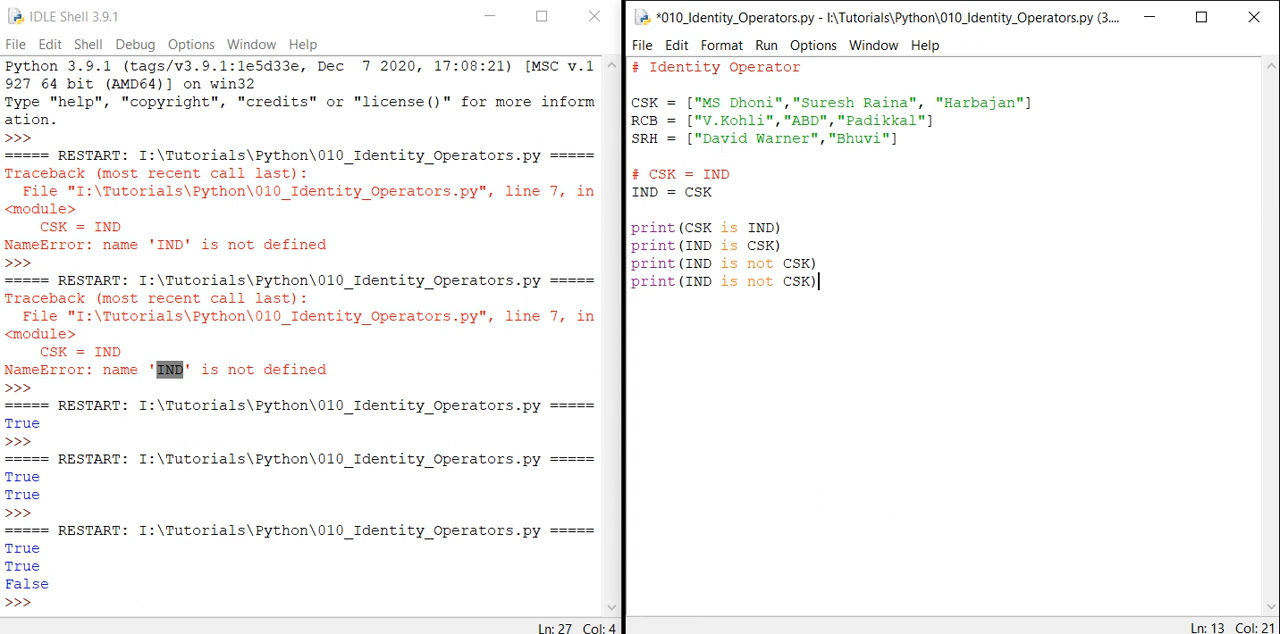 IDLE Shell 3.9.1
File Edit Shell Debug Options Window Help
Python 3.9.1 (tags/v3.9.1:1e5d33e, Dec  7 2020, 17:08:21) [MSC v.1
927 64 bit (AMD64)] on win32
Type "help", "copyright", "credits" or "license()" for more inform
ation.
>>>
===== RESTART: I:\Tutorials\Python\010_Identity_Operators.py =====
Traceback (most recent call last):
  File "I:\Tutorials\Python\010_Identity_Operators.py", line 7, in
<module>
    CSK = IND
NameError: name 'IND' is not defined
>>>
===== RESTART: I:\Tutorials\Python\010_Identity_Operators.py =====
Traceback (most recent call last):
  File "I:\Tutorials\Python\010_Identity_Operators.py", line 7, in
<module>
    CSK = IND
NameError: name 'IND' is not defined
>>>
===== RESTART: I:\Tutorials\Python\010_Identity_Operators.py =====
True
>>>
===== RESTART: I:\Tutorials\Python\010_Identity_Operators.py =====
True
True
>>>
===== RESTART: I:\Tutorials\Python\010_Identity_Operators.py =====
True
True
False
>>>
Ln: 27 Col: 4
*010_Identity_Operators.py - I:\Tutorials\Python\010_Identity_Operators.py (3....
File Edit Format Run Options Window Help
# Identity Operator
CSK = ["MS Dhoni","Suresh Raina", "Harbajan"]
RCB = ["V.Kohli","ABD","Padikkal"]
SRH = ["David Warner","Bhuvi"]
# CSK = IND
IND = CSK
print(CSK is IND)
print(IND is CSK)
print(IND is not CSK)
print(IND is not CSK)
Ln: 13 Col: 21